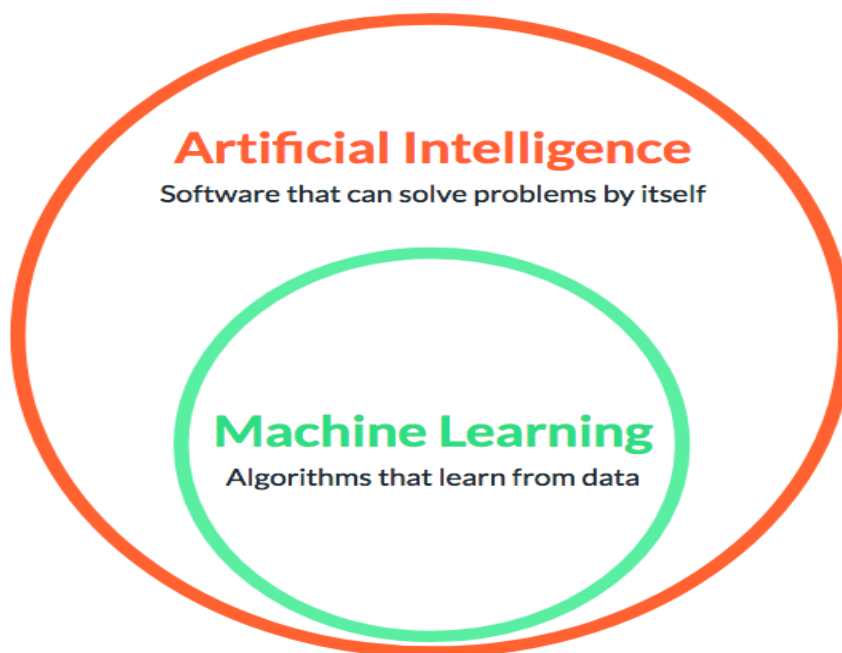 Artificial Intelligence
Software that can solve problems by itself
Machine Learning
Algorithms that learn from data